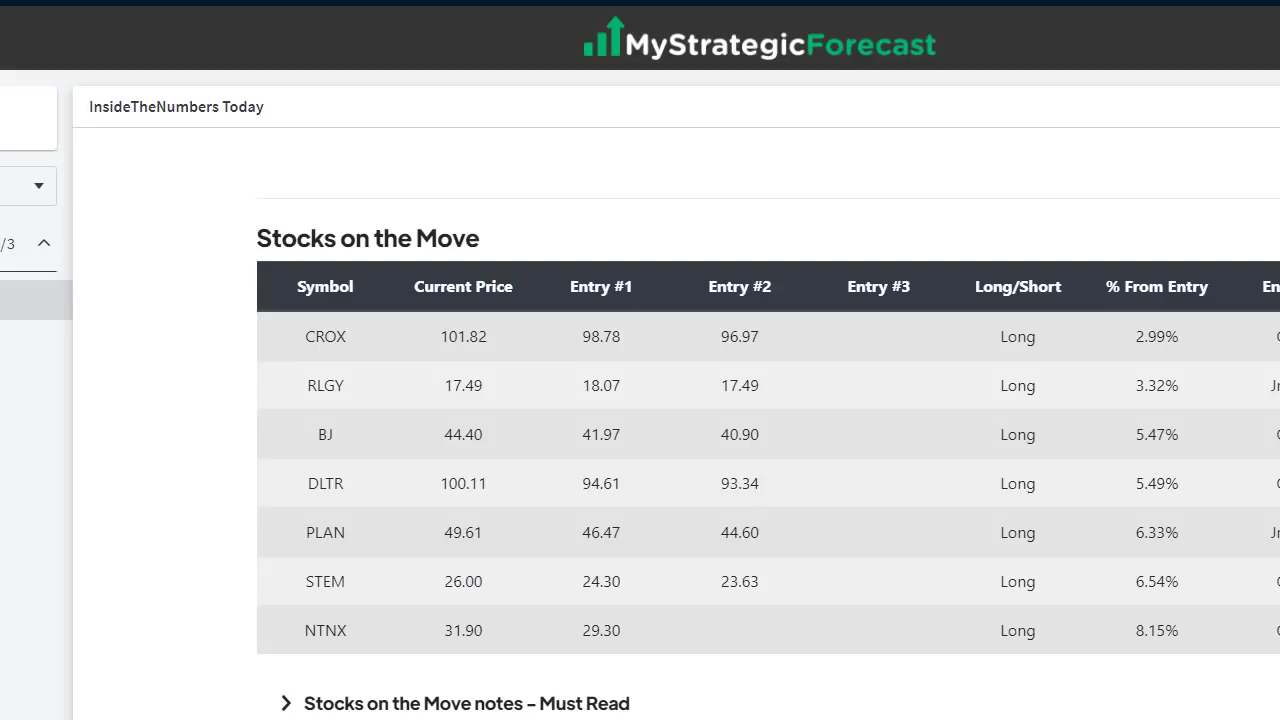 MyStrategicForecast
InsideTheNumbers Today
/3
Stocks on the Move
Symbol Current Price Entry #1 Entry #2 Entry #3 Long/Short % From Entry En
CROX 101.82 98.78 96.97 Long 2.99%
RLGY 17.49 18.07 17.49 Long 3.32%
BJ 44.40 41.97 40.90 Long 5.47%
DLTR 100.11 94.61 93.34 Long 5.49%
PLAN 49.61 46.47 44.60 Long 6.33%
STEM 26.00 24.30 23.63 Long 6.54%
NTNX 31.90 29.30 Long 8.15%
Stocks on the Move notes – Must Read